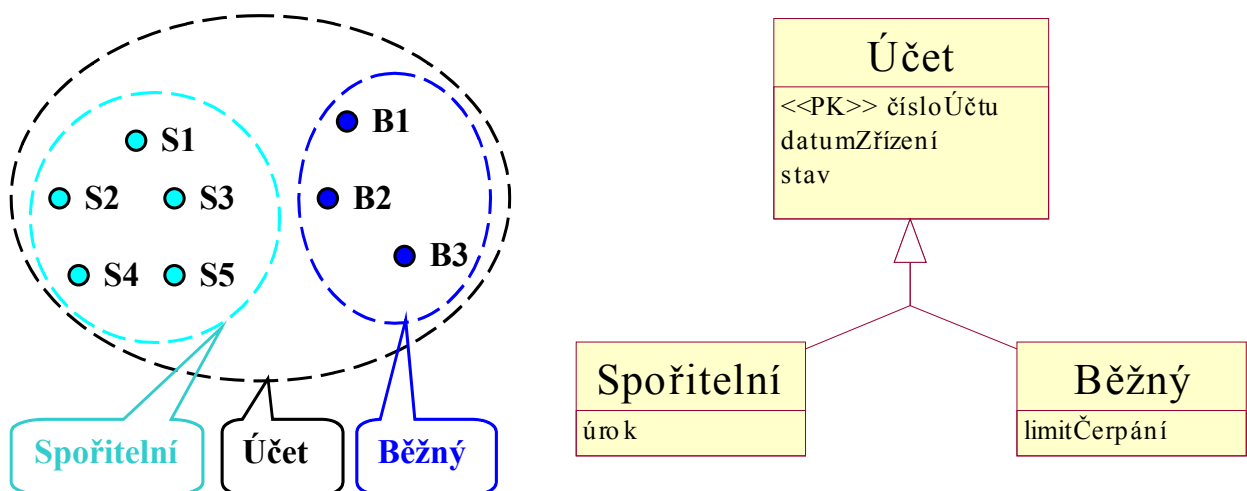 S1
S2
S3
S4
S5
B1
B2
B3
Spořitelní
Účet
Běžný
Účet
<<PK>> čísloÚčtu
datumZřízení
stav
Spořitelní
úrok
Běžný
limitČerpání